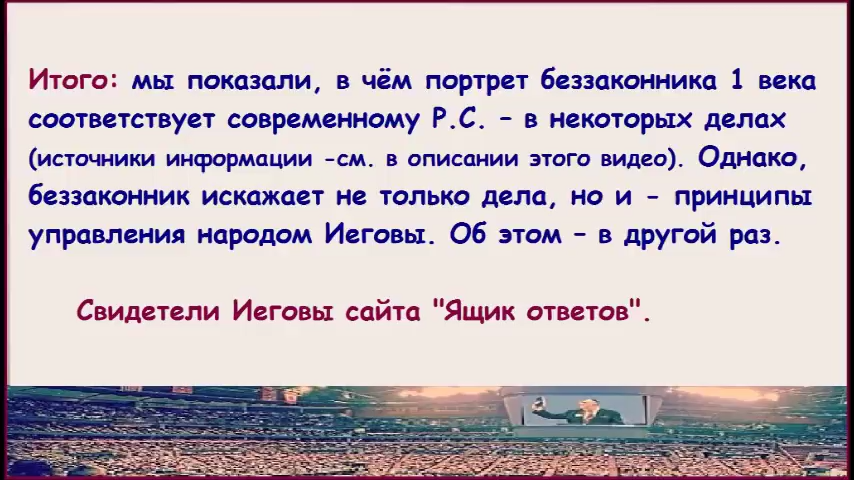 Итого: мы показали, в чём портрет беззаконника 1 века
соответствует современному Р.С. – в некоторых делах
(источники информации -см. в описании этого видео). Однако,
беззаконник искажает не только дела, но и - принципы
управления народом Иеговы. Об этом – в другой раз.
Свидетели Иеговы сайта "Ящик ответов".